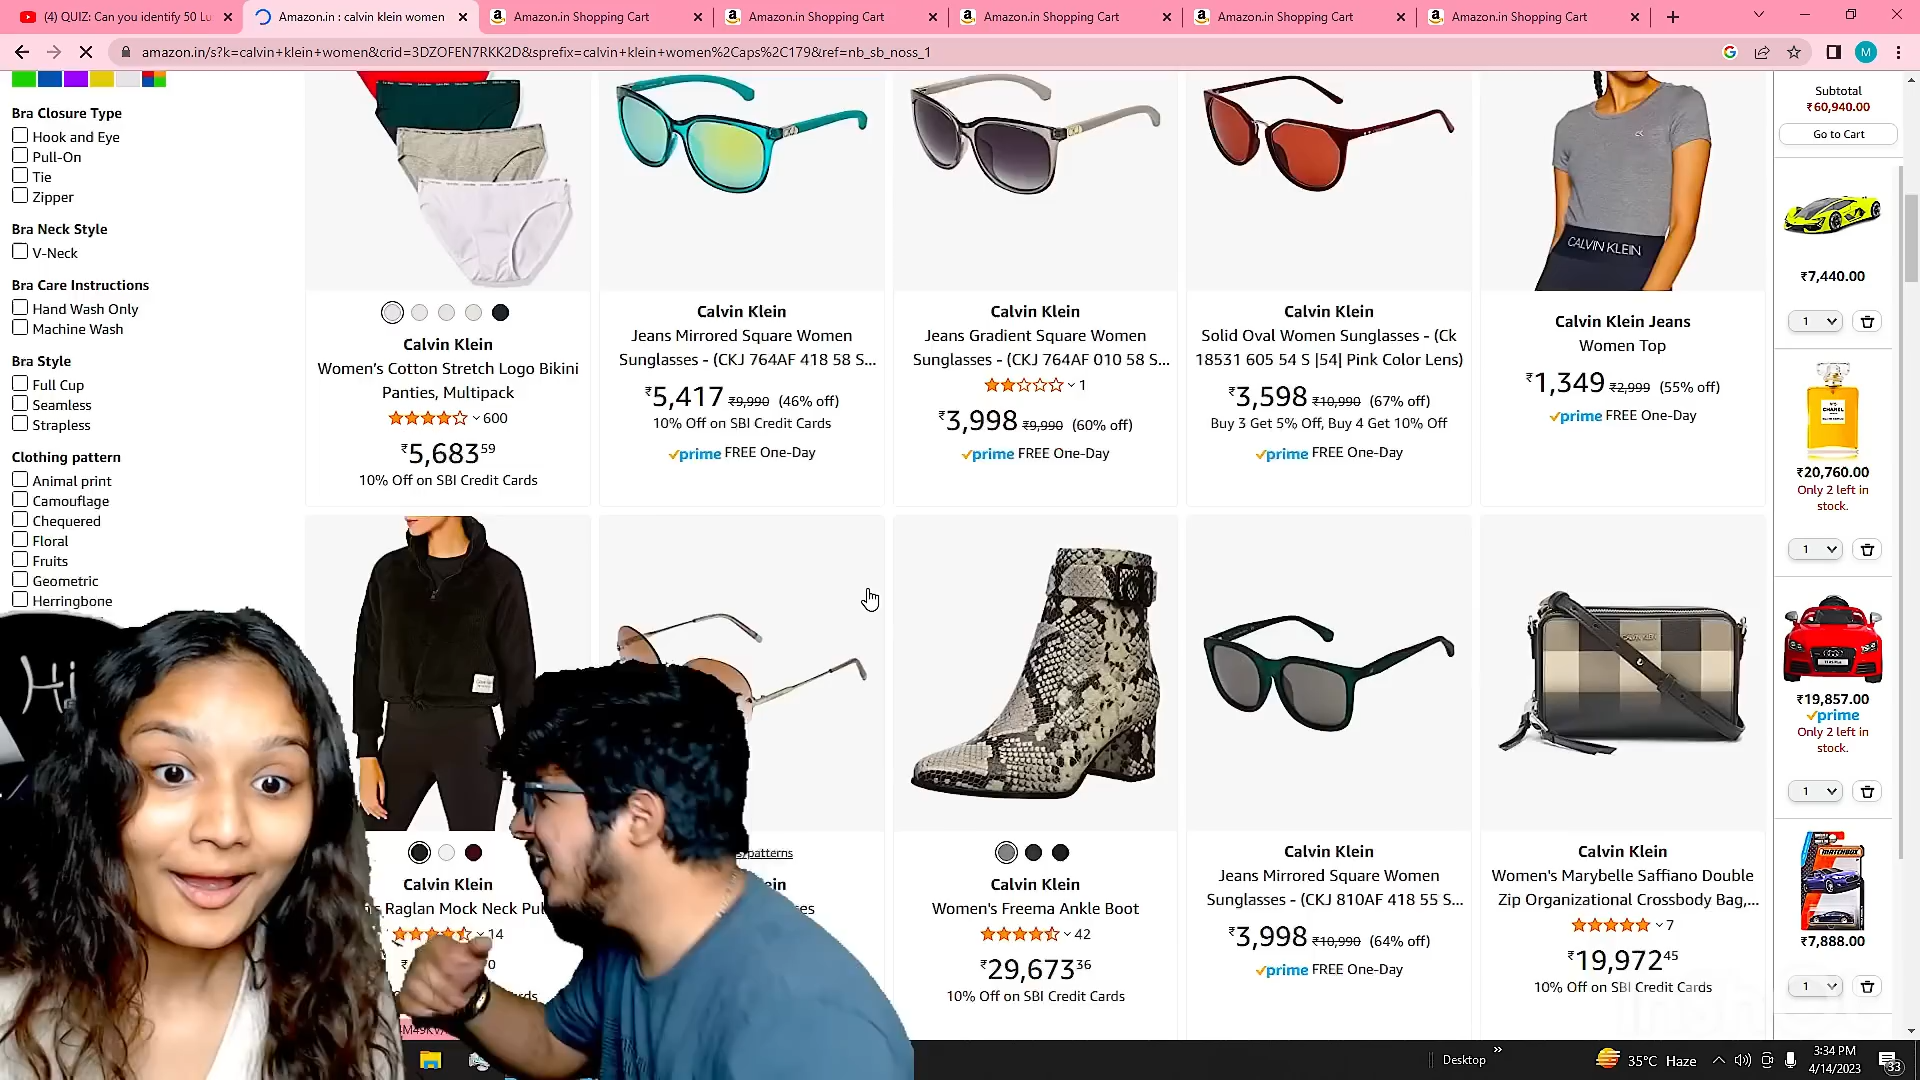 (4) QUIZ: Can you identify 50 Lu
Amazon.in : calvin klein women
Amazon.in Shopping Cart
Amazon.in Shopping Cart
Amazon.in Shopping Cart
Amazon.in Shopping Cart
Amazon.in Shopping Cart
amazon.in/s?k=calvin+klein+women&crid=3DZOFEN7RKK2D&sprefix=calvin+klein+women%2Caps%2C179&ref=nb_sb_noss_1
M
Bra Closure Type
Hook and Eye
Pull-On
Tie
Zipper
Bra Neck Style
V-Neck
Bra Care Instructions
Hand Wash Only
Machine Wash
Bra Style
Full Cup
Seamless
Strapless
Clothing pattern
Animal print
Camouflage
Chequered
Floral
Fruits
Geometric
Herringbone
Calvin Klein
Women's Cotton Stretch Logo Bikini
Panties, Multipack
600
₹5,683 59
10% Off on SBI Credit Cards
Calvin Klein
Jeans Mirrored Square Women
Sunglasses - (CKJ 764AF 418 58 S...
₹5,417 ₹9,990 (46% off)
10% Off on SBI Credit Cards
prime FREE One-Day
Calvin Klein
Jeans Gradient Square Women
Sunglasses - (CKJ 764AF 010 58 S...
1
₹3,998 ₹9,990 (60% off)
prime FREE One-Day
Calvin Klein
Solid Oval Women Sunglasses - (Ck
18531 605 54 S |54| Pink Color Lens)
₹3,598 ₹10,990 (67% off)
Buy 3 Get 5% Off, Buy 4 Get 10% Off
prime FREE One-Day
CALVIN KLEIN
Calvin Klein Jeans
Women Top
₹1,349 ₹2,999 (55% off)
prime FREE One-Day
Calvin Klein
Raglan Mock Neck Pul
14
/patterns
Calvin Klein
Women's Freema Ankle Boot
42
₹29,673 36
10% Off on SBI Credit Cards
Calvin Klein
Jeans Mirrored Square Women
Sunglasses - (CKJ 810AF 418 55 S...
₹3,998 ₹10,990 (64% off)
prime FREE One-Day
Calvin Klein
Women's Marybelle Saffiano Double
Zip Organizational Crossbody Bag,...
7
₹19,972 45
10% Off on SBI Credit Cards
Subtotal
₹60,940.00
Go to Cart
₹7,440.00
1
CHANEL
₹20,760.00
Only 2 left in
stock.
1
₹19,857.00
prime
Only 2 left in
stock.
1
MATCHBOX
₹7,888.00
1
Desktop
35°C Haze
3:34 PM
4/14/2023
33